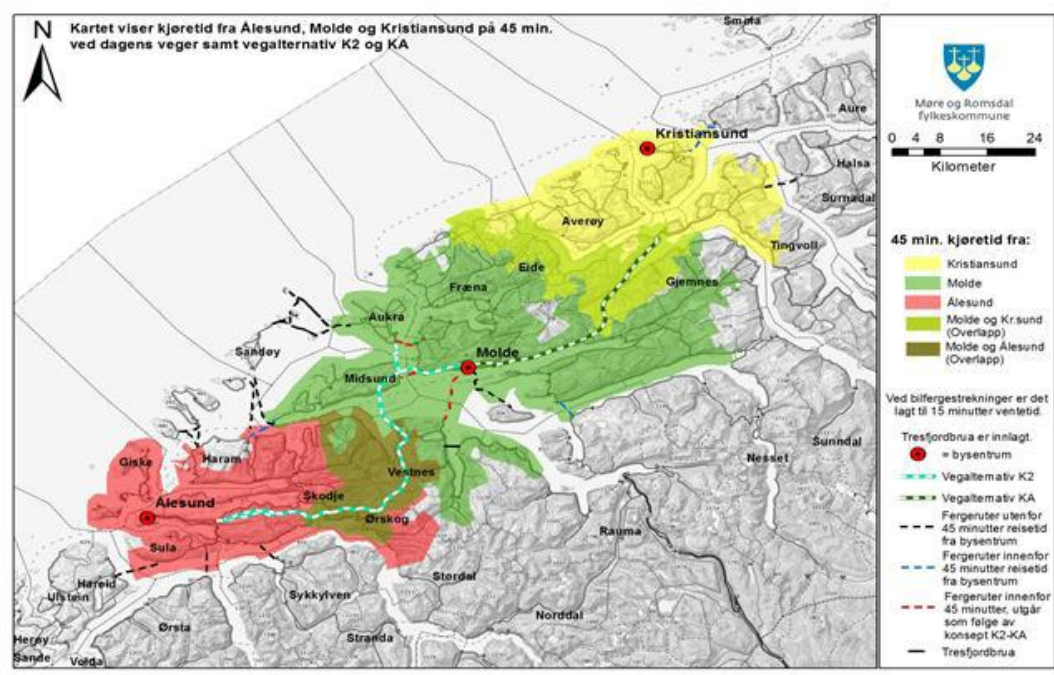 N
Kartet viser kjøretid fra Ålesund, Molde og Kristiansund på 45 min.
ved dagens veger samt vegalternativ K2 og KA
Smøla
Aure
Kristiansund
Halsa
Surnadal
Averøy
Tingvoll
Eide
Gjemnes
Fræna
Aukra
Sandøy
Molde
Midsund
Sunndal
Giske
Haram
Vestnes
Nesset
Ålesund
Skodje
Ørskog
Sula
Rauma
Hareid
Ulstein
Stordal
Sykkylven
Norddal
Ørsta
Stranda
Herøy
Sande
Volda
Møre og Romsdal
fylkeskommune
0 4 8 16 24
Kilometer
45 min. kjøretid fra:
Kristiansund
Molde
Ålesund
Molde og Kr.sund
(Overlapp)
Molde og Ålesund
(Overlapp)
Ved bilfergestrekninger er det
lagt til 15 minutter ventetid.
Tresfjordbrua er innlagt.
= bysentrum
Vegalternativ K2
Vegalternativ KA
Fergeruter utenfor
45 minutter reisetid
fra bysentrum
Fergeruter innenfor
45 minutter reisetid
fra bysentrum
Fergeruter innenfor
45 minutter, utgår
som følge av
konsept K2-KA
Tresfjordbrua